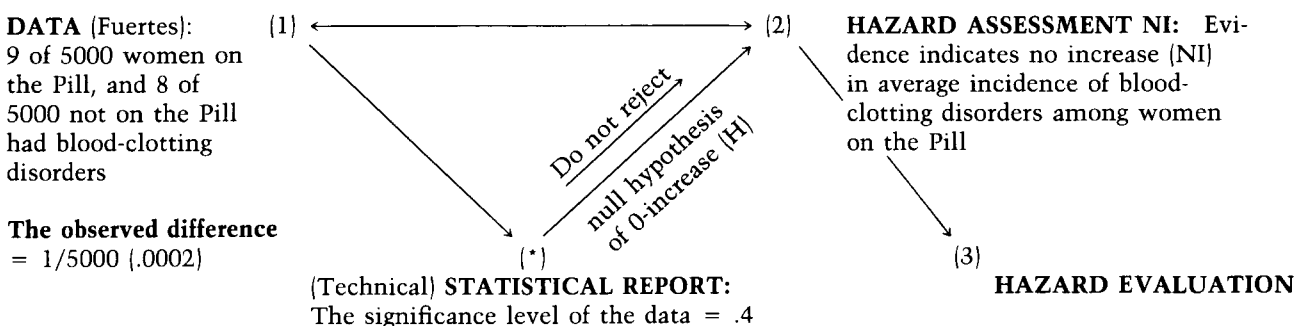 DATA (Fuertes):
9 of 5000 women on
the Pill, and 8 of
5000 not on the Pill
had blood-clotting
disorders
The observed difference
= 1/5000 (.0002)
(1)
(2)
HAZARD ASSESSMENT NI: Evi-
dence indicates no increase (NI)
in average incidence of blood-
clotting disorders among women
on the Pill
Do not reject
null hypothesis
of 0-increase (H)
(*)
(Technical) STATISTICAL REPORT:
The significance level of the data = .4
(3)
HAZARD EVALUATION